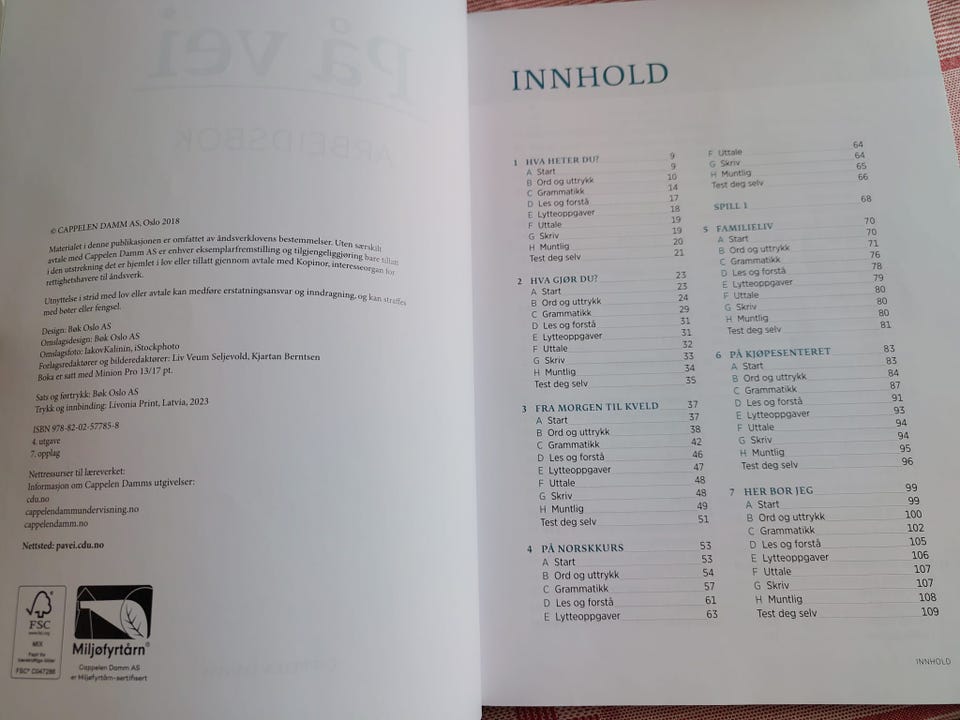 På vei
ARBEIDSBOK
© CAPPELEN DAMM AS, Oslo 2018
Materialet i denne publikasjonen er omfattet av åndsverklovens bestemmelser. Uten særskilt
avtale med Cappelen Damm AS er enhver eksemplarfremstilling og tilgjengeliggjøring bare tillatt
i den utstrekning det er hjemlet i lov eller tillatt gjennom avtale med Kopinor, interesseorgan for
rettighetshavere til åndsverk.
Utnyttelse i strid med lov eller avtale kan medføre erstatningsansvar og inndragning, og kan straffes
med bøter eller fengsel.
Design: Bøk Oslo AS
Omslagsdesign: Bøk Oslo AS
Omslagsfoto: IakovKalinin, iStockphoto
Forlagsredaktører og bilderedaktører: Liv Veum Seljevold, Kjartan Berntsen
Boka er satt med Minion Pro 13/17 pt.
Sats og førtrykk: Bøk Oslo AS
Trykk og innbinding: Livonia Print, Latvia, 2023
ISBN 978-82-02-57785-8
4. utgave
7. opplag
Nettressurser til læreverket:
Informasjon om Cappelen Damms utgivelser:
cdu.no
cappelendammundervisning.no
cappelendamm.no
Nettsted: pavei.cdu.no
FSC
www.fsc.org
MIX
Papir fra
bærekraftige kilder
FSC® C047288
Miljøfyrtårn®
Cappelen Damm AS
er Miljøfyrtårn-sertifisert
INNHOLD
1 HVA HETER DU? 9
A Start 9
B Ord og uttrykk 10
C Grammatikk 14
D Les og forstå 17
E Lytteoppgaver 18
F Uttale 19
G Skriv 19
H Muntlig 20
Test deg selv 21
2 HVA GJØR DU? 23
A Start 23
B Ord og uttrykk 24
C Grammatikk 29
D Les og forstå 31
E Lytteoppgaver 31
F Uttale 32
G Skriv 33
H Muntlig 34
Test deg selv 35
3 FRA MORGEN TIL KVELD 37
A Start 37
B Ord og uttrykk 38
C Grammatikk 42
D Les og forstå 46
E Lytteoppgaver 47
F Uttale 48
G Skriv 48
H Muntlig 49
Test deg selv 51
4 PÅ NORSKKURS 53
A Start 53
B Ord og uttrykk 54
C Grammatikk 57
D Les og forstå 61
E Lytteoppgaver 63
F Uttale 64
G Skriv 64
H Muntlig 65
Test deg selv 66
SPILL 1 68
5 FAMILIELIV 70
A Start 70
B Ord og uttrykk 71
C Grammatikk 76
D Les og forstå 78
E Lytteoppgaver 79
F Uttale 80
G Skriv 80
H Muntlig 80
Test deg selv 81
6 PÅ KJØPESENTERET 83
A Start 83
B Ord og uttrykk 84
C Grammatikk 87
D Les og forstå 91
E Lytteoppgaver 93
F Uttale 94
G Skriv 94
H Muntlig 95
Test deg selv 96
7 HER BOR JEG 99
A Start 99
B Ord og uttrykk 100
C Grammatikk 102
D Les og forstå 105
E Lytteoppgaver 106
F Uttale 107
G Skriv 107
H Muntlig 108
Test deg selv 109
INNHOLD